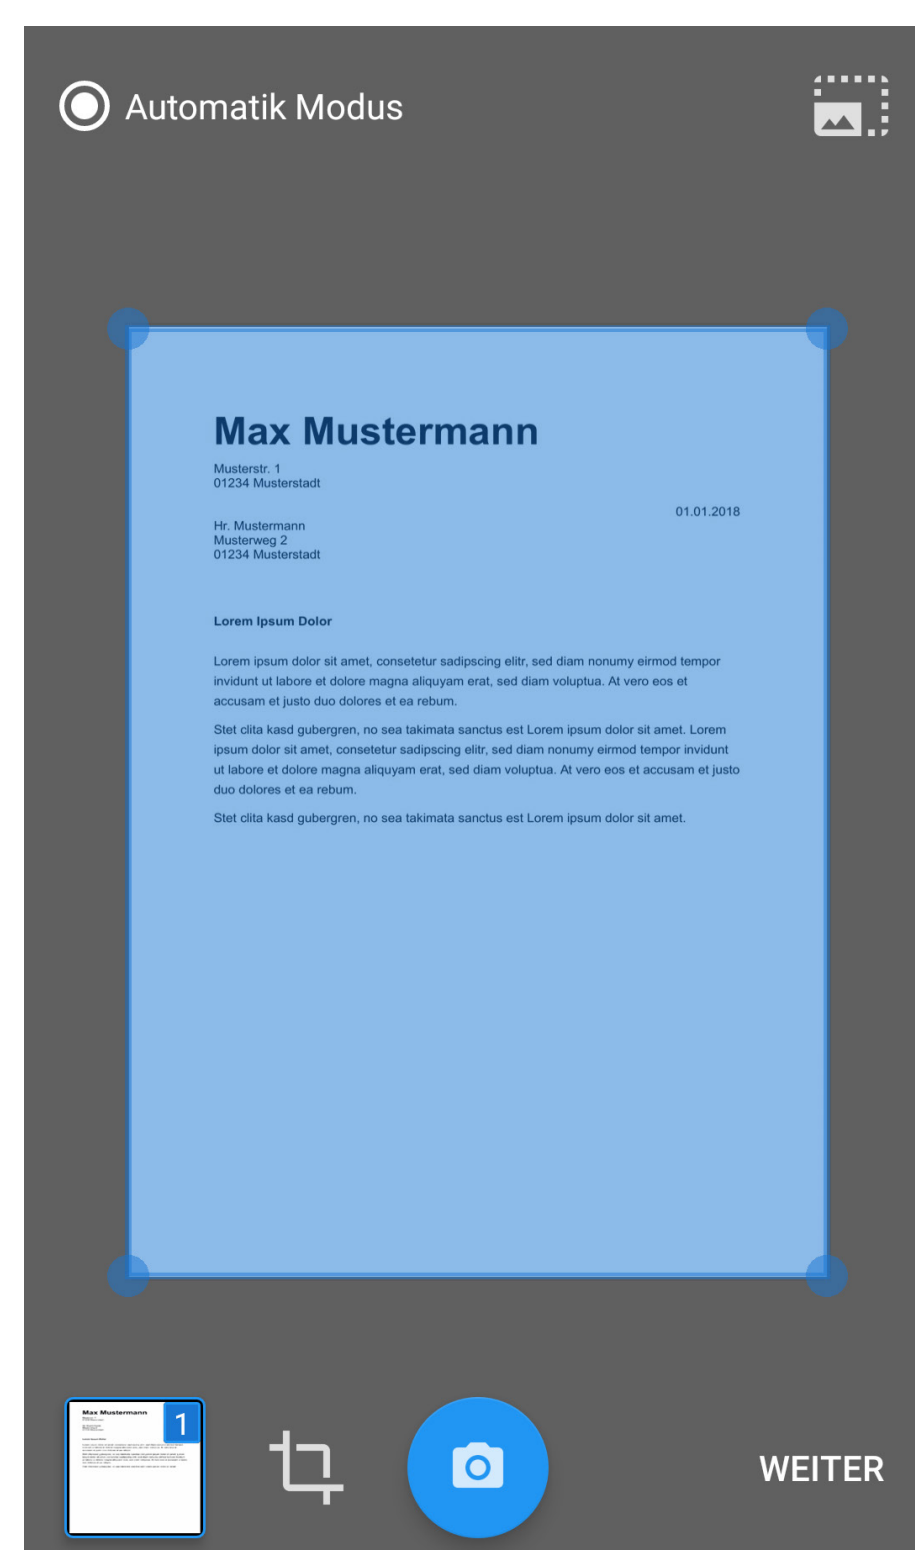 Automatik Modus
Max Mustermann
Musterstr. 1
01234 Musterstadt
01.01.2018
Hr. Mustermann
Musterweg 2
01234 Musterstadt
Lorem Ipsum Dolor
Lorem ipsum dolor sit amet, consetetur sadipscing elitr, sed diam nonumy eirmod tempor
invidunt ut labore et dolore magna aliquyam erat, sed diam voluptua. At vero eos et
accusam et justo duo dolores et ea rebum.
Stet clita kasd gubergren, no sea takimata sanctus est Lorem ipsum dolor sit amet. Lorem
ipsum dolor sit amet, consetetur sadipscing elitr, sed diam nonumy eirmod tempor invidunt
ut labore et dolore magna aliquyam erat, sed diam voluptua. At vero eos et accusam et justo
duo dolores et ea rebum.
Stet clita kasd gubergren, no sea takimata sanctus est Lorem ipsum dolor sit amet.
Max Mustermann
1
WEITER